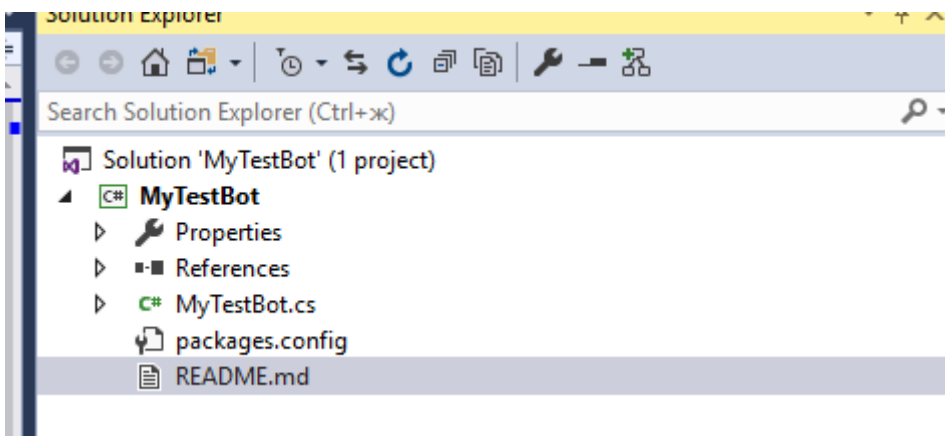 Solution Explorer
Search Solution Explorer (Ctrl+ж)
Solution 'MyTestBot' (1 project)
C# MyTestBot
Properties
References
C# MyTestBot.cs
packages.config
README.md